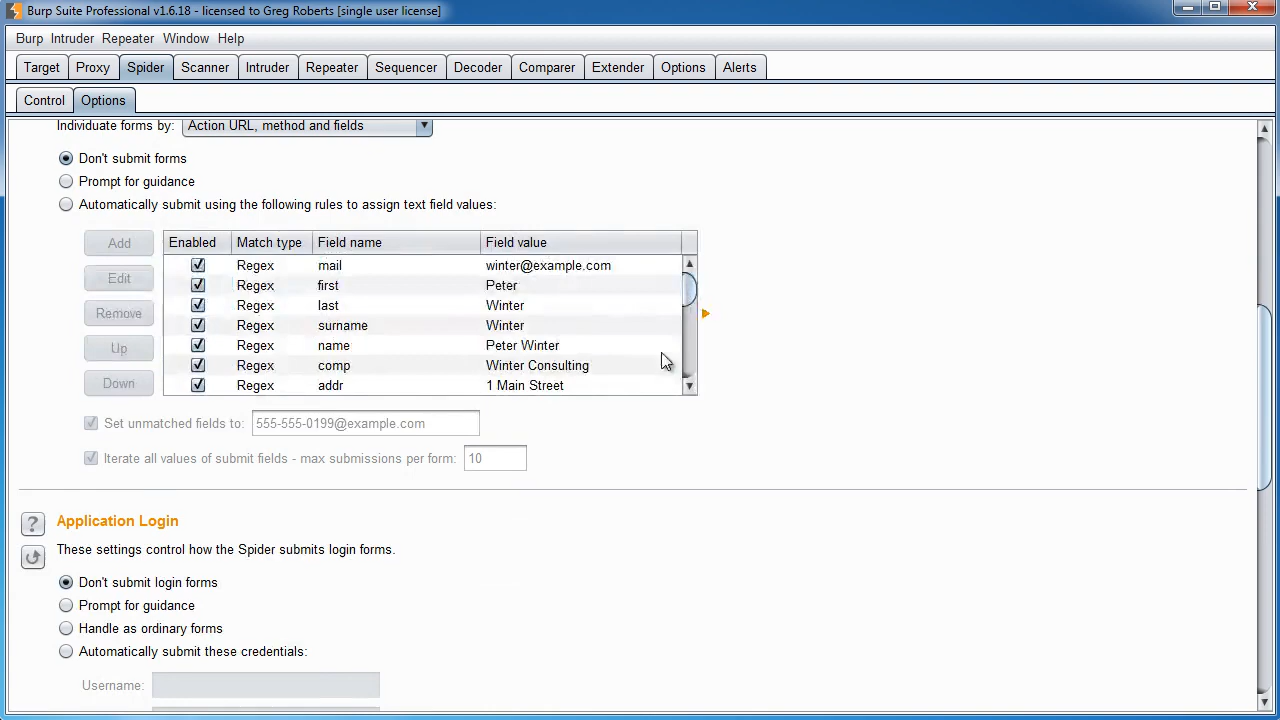 Burp Suite Professional v1.6.18 - licensed to Greg Roberts [single user license]
Burp Intruder Repeater Window Help
Target Proxy Spider Scanner Intruder Repeater Sequencer Decoder Comparer Extender Options Alerts
Control Options
Individuate forms by: Action URL, method and fields
Don't submit forms
Prompt for guidance
Automatically submit using the following rules to assign text field values:
Add Enabled Match type Field name Field value
Regex mail winter@example.com
Edit Regex first Peter
Regex last Winter
Remove Regex surname Winter
Up Regex name Peter Winter
Regex comp Winter Consulting
Down Regex addr 1 Main Street
Set unmatched fields to: 555-555-0199@example.com
Iterate all values of submit fields - max submissions per form: 10
? Application Login
These settings control how the Spider submits login forms.
Don't submit login forms
Prompt for guidance
Handle as ordinary forms
Automatically submit these credentials:
Username: